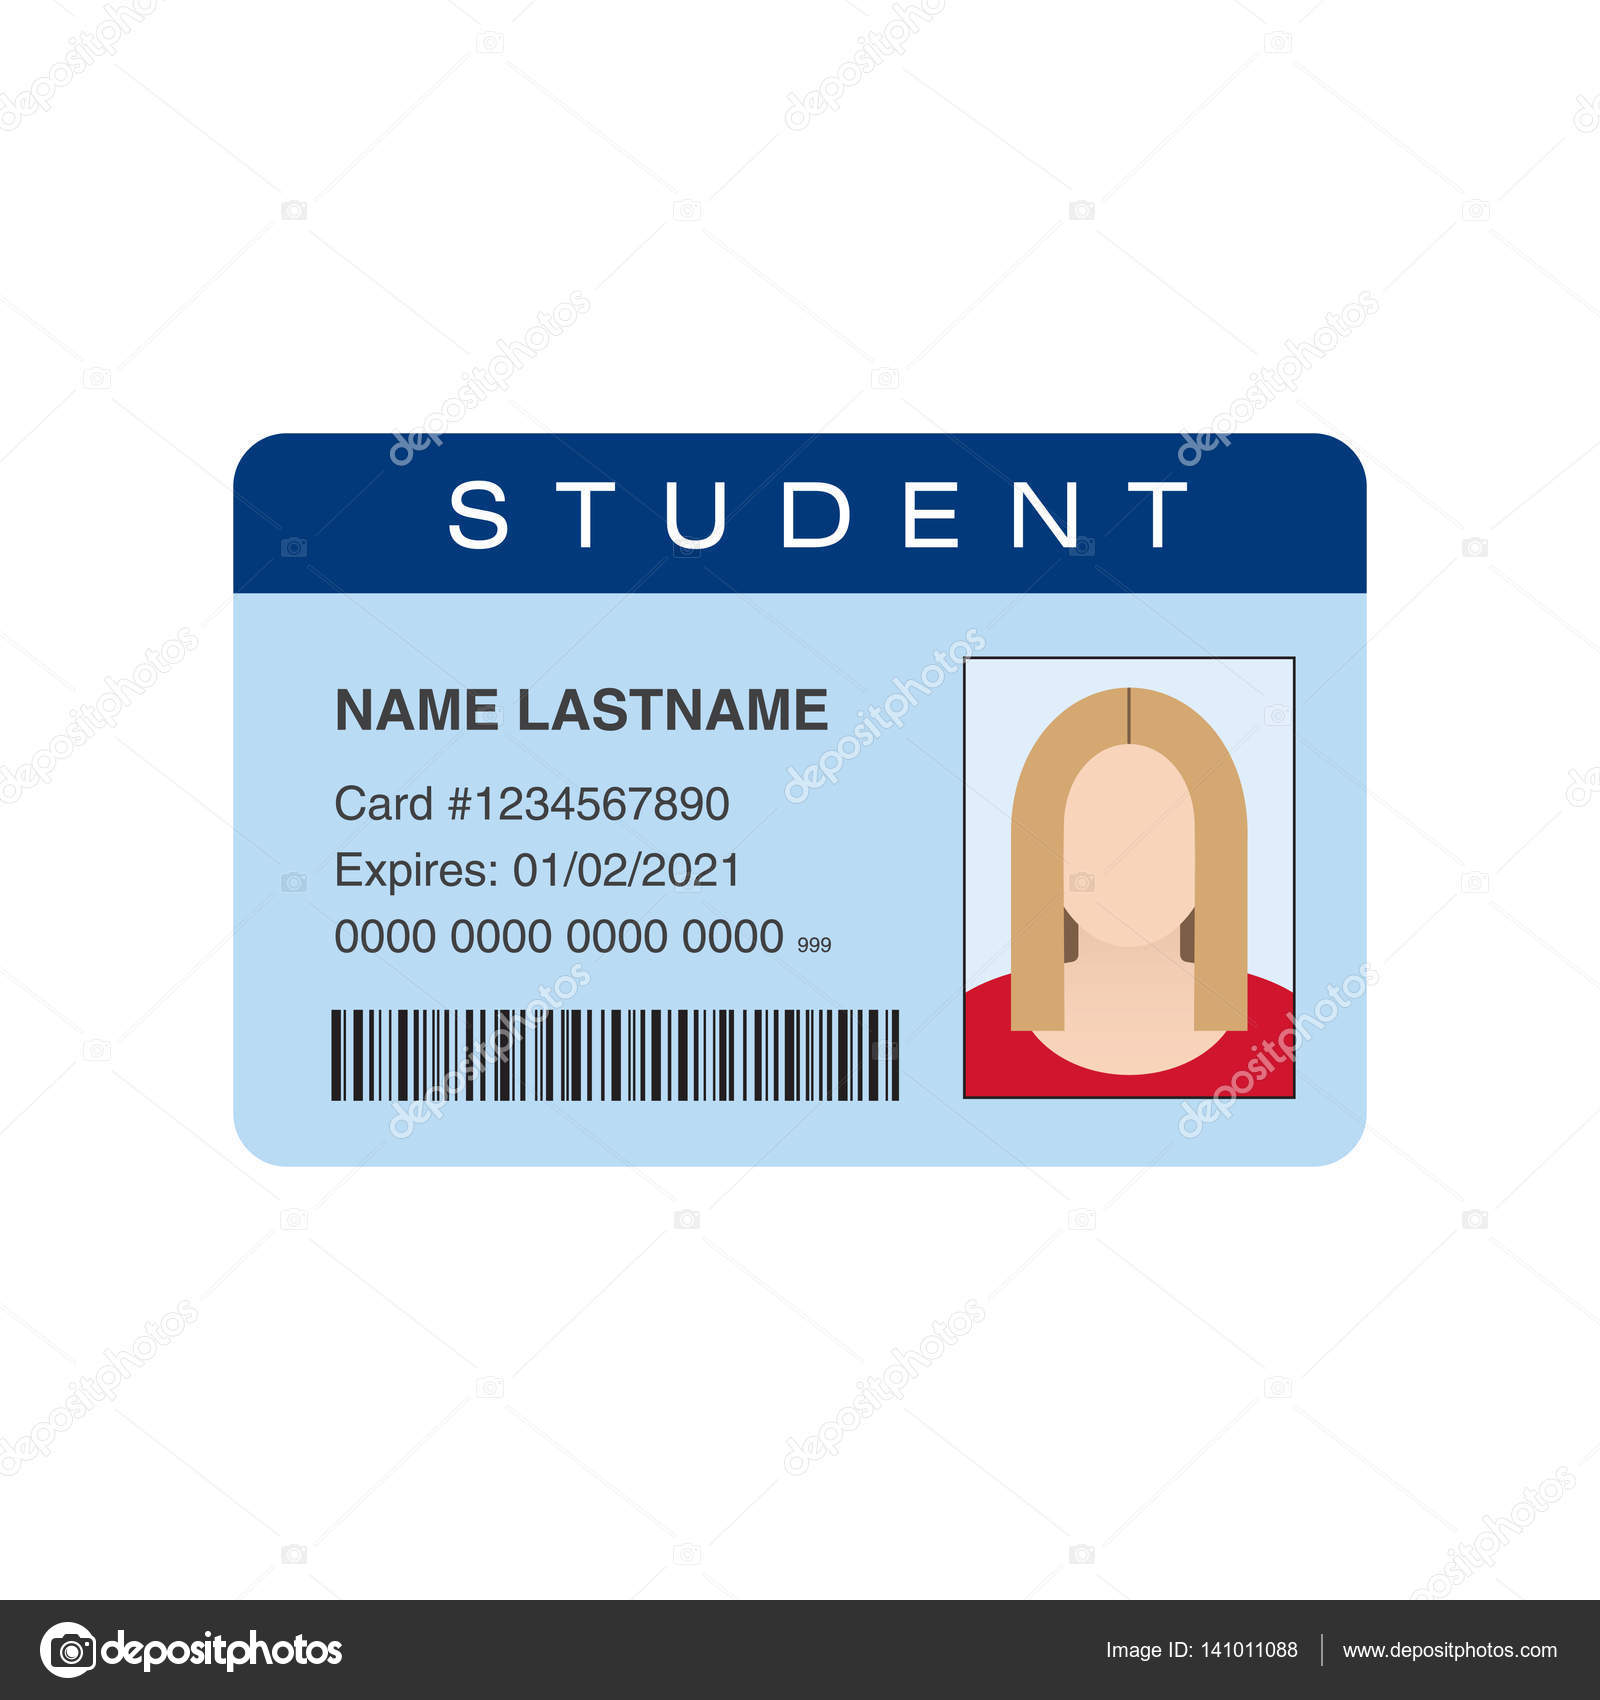 STUDENT
NAME LASTNAME
Card #1234567890
Expires: 01/02/2021
0000 0000 0000 0000 999
depositphotos
Image ID: 141011088 | www.depositphotos.com